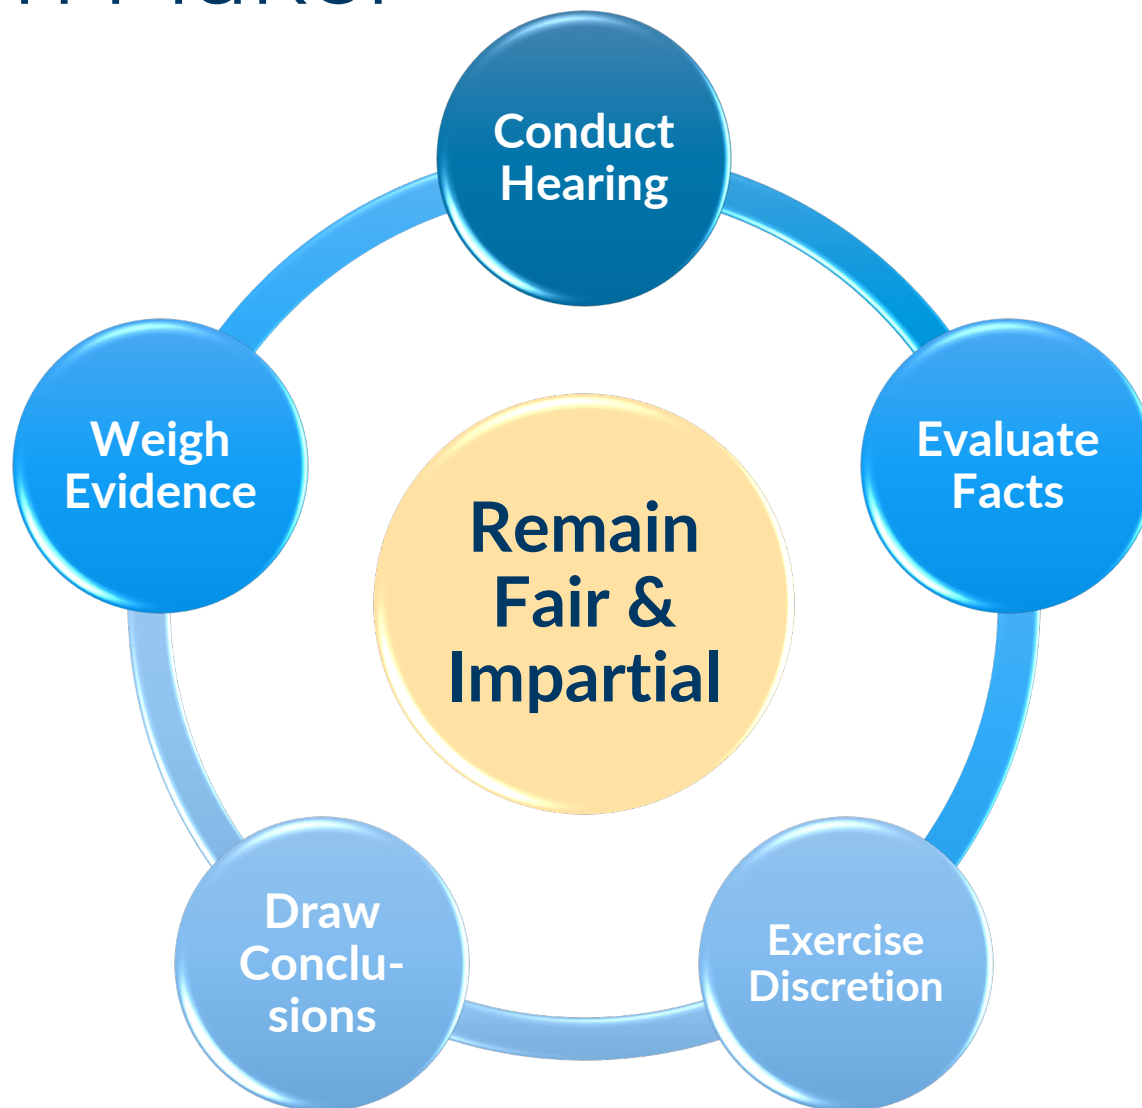 Conduct
Hearing
Evaluate
Facts
Exercise
Discretion
Draw
Conclu-
sions
Weigh
Evidence
Remain
Fair &
Impartial